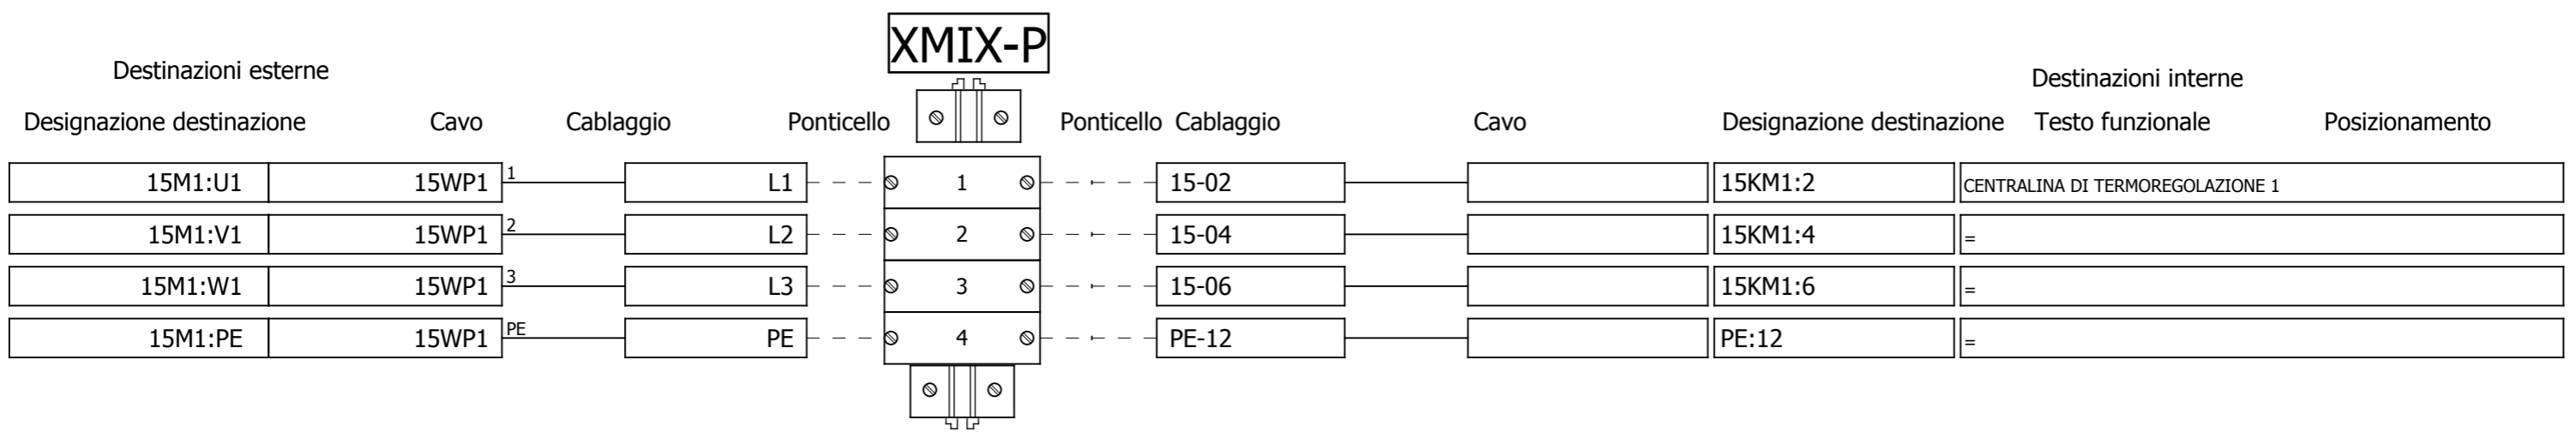 XMIX-P
Destinazioni esterne
Destinazioni interne
Designazione destinazione Cavo Cablaggio Ponticello Ponticello Cablaggio Cavo Designazione destinazione Testo funzionale Posizionamento
15M1:U1 15WP1 1 L1 1 15-02 15KM1:2 CENTRALINA DI TERMOREGOLAZIONE 1
15M1:V1 15WP1 2 L2 2 15-04 15KM1:4 =
15M1:W1 15WP1 3 L3 3 15-06 15KM1:6 =
15M1:PE 15WP1 PE PE 4 PE-12 PE:12 =